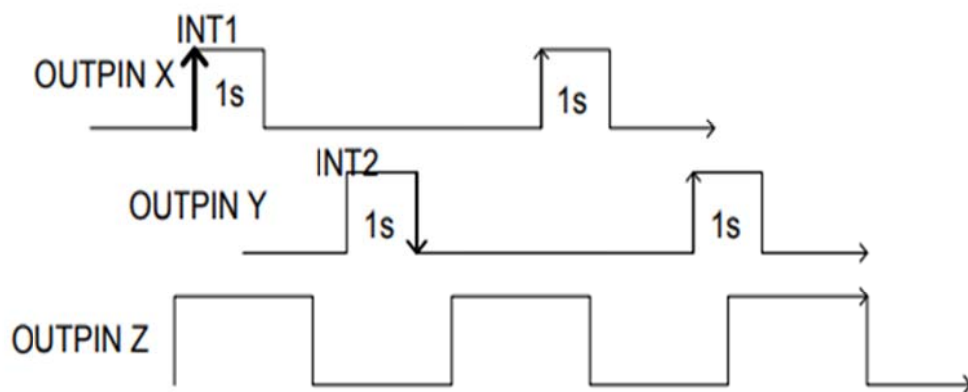 INT1
OUTPIN X
1s
1s
INT2
OUTPIN Y
1s
1s
OUTPIN Z